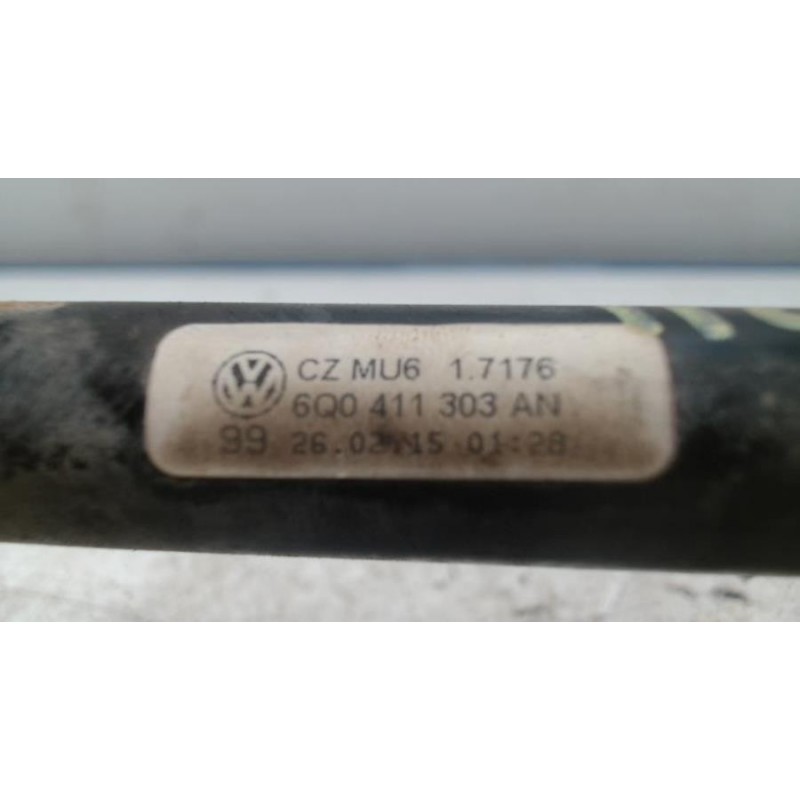 CZ MU6 1.7176
6Q0 411 303 AN
99 26.02.15 01:28